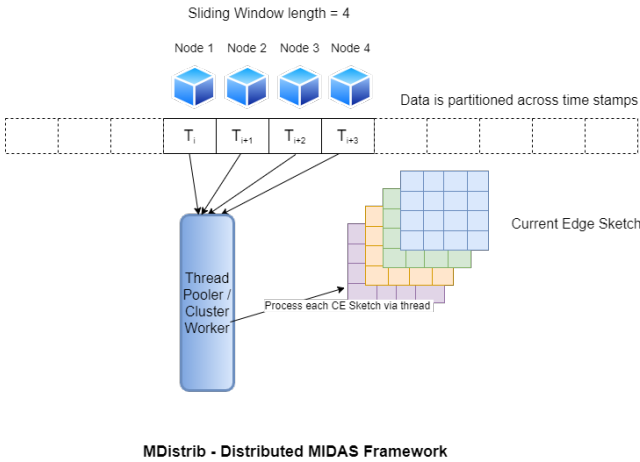 Sliding Window length = 4
Node 1 Node 2 Node 3 Node 4
Data is partitioned across time stamps
Ti Ti+1 Ti+2 Ti+3
Current Edge Sketch
Thread
Pooler /
Cluster
Worker
Process each CE Sketch via thread
MDistrib - Distributed MIDAS Framework